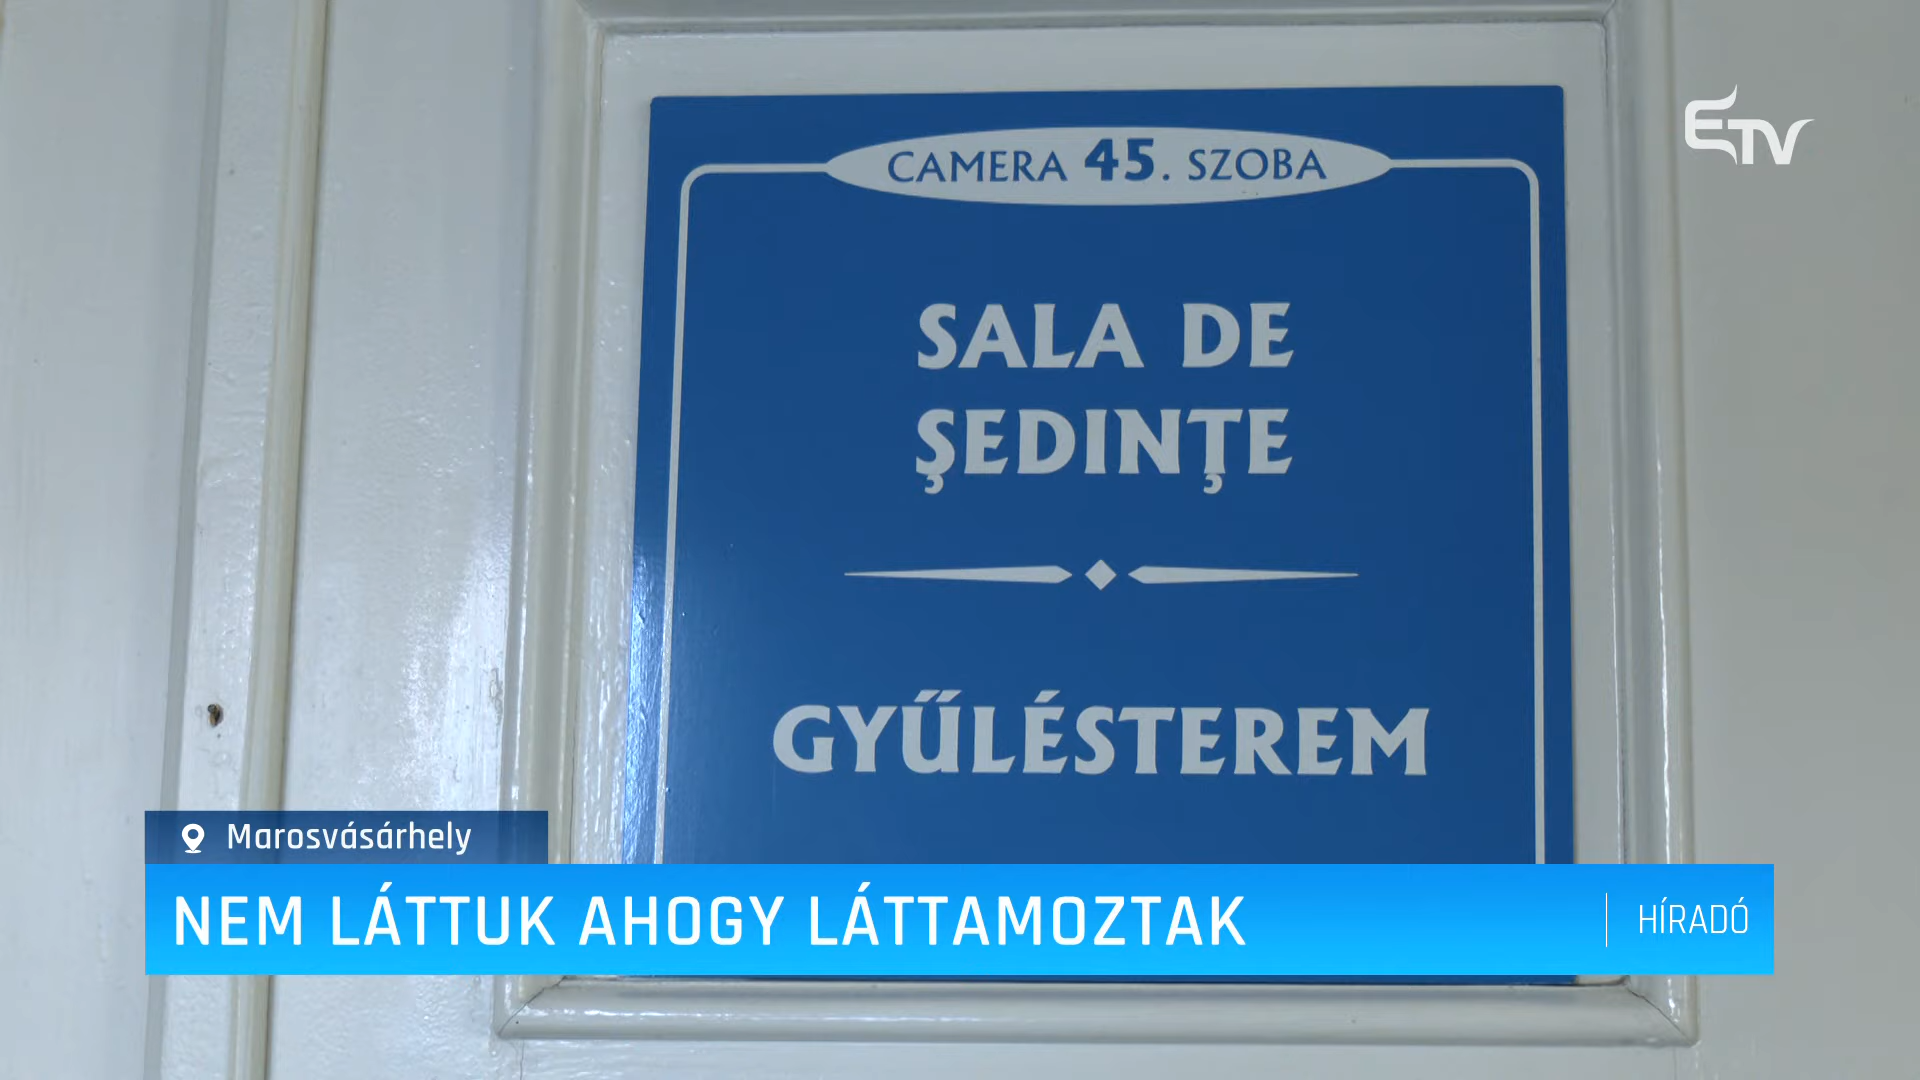 ETV
CAMERA 45. SZOBA
SALA DE
ŞEDINŢE
GYŰLÉSTEREM
Marosvásárhely
NEM LÁTTUK AHOGY LÁTTAMOZTAK
HÍRADÓ